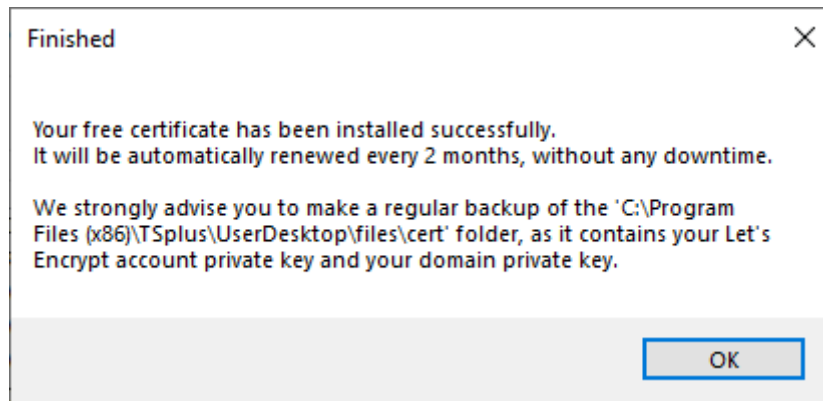 Finished
Your free certificate has been installed successfully.
It will be automatically renewed every 2 months, without any downtime.
We strongly advise you to make a regular backup of the 'C:\Program
Files (x86)\TSplus\UserDesktop\files\cert' folder, as it contains your Let's
Encrypt account private key and your domain private key.
OK